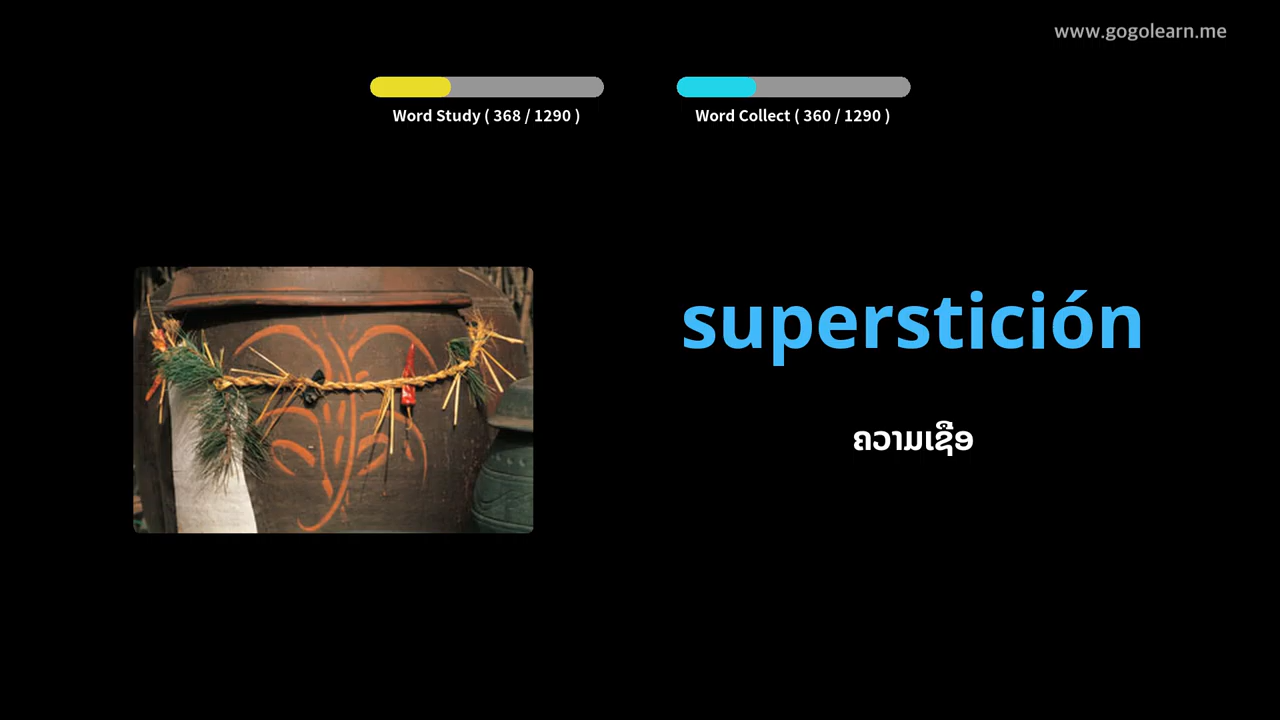 www.gogolearn.me
Word Study ( 368 / 1290 )
Word Collect ( 360 / 1290 )
superstición
ຄວາມເຊື່ອ